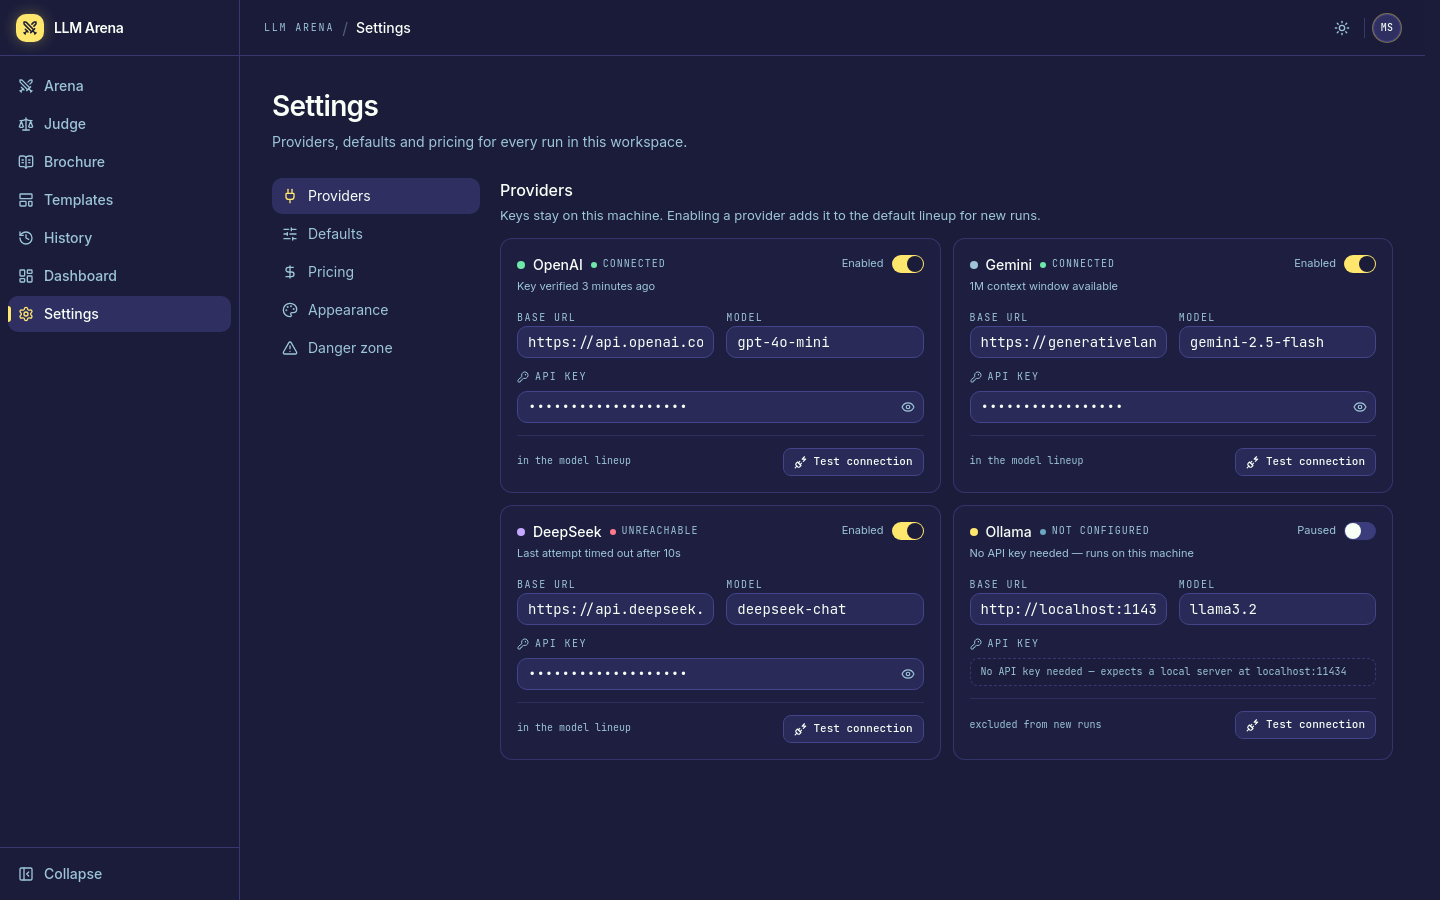 LLM Arena
LLM ARENA / Settings
MS
Arena
Judge
Brochure
Templates
History
Dashboard
Settings
Collapse
Settings
Providers, defaults and pricing for every run in this workspace.
Providers
Defaults
Pricing
Appearance
Danger zone
Providers
Keys stay on this machine. Enabling a provider adds it to the default lineup for new runs.
OpenAI CONNECTED Enabled
Key verified 3 minutes ago
BASE URL MODEL
https://api.openai.co gpt-4o-mini
API KEY
•••••••••••••••••••
in the model lineup Test connection
Gemini CONNECTED Enabled
1M context window available
BASE URL MODEL
https://generativelan gemini-2.5-flash
API KEY
•••••••••••••••••
in the model lineup Test connection
DeepSeek UNREACHABLE Enabled
Last attempt timed out after 10s
BASE URL MODEL
https://api.deepseek. deepseek-chat
API KEY
•••••••••••••••••••
in the model lineup Test connection
Ollama NOT CONFIGURED Paused
No API key needed — runs on this machine
BASE URL MODEL
http://localhost:1143 llama3.2
API KEY
No API key needed — expects a local server at localhost:11434
excluded from new runs Test connection